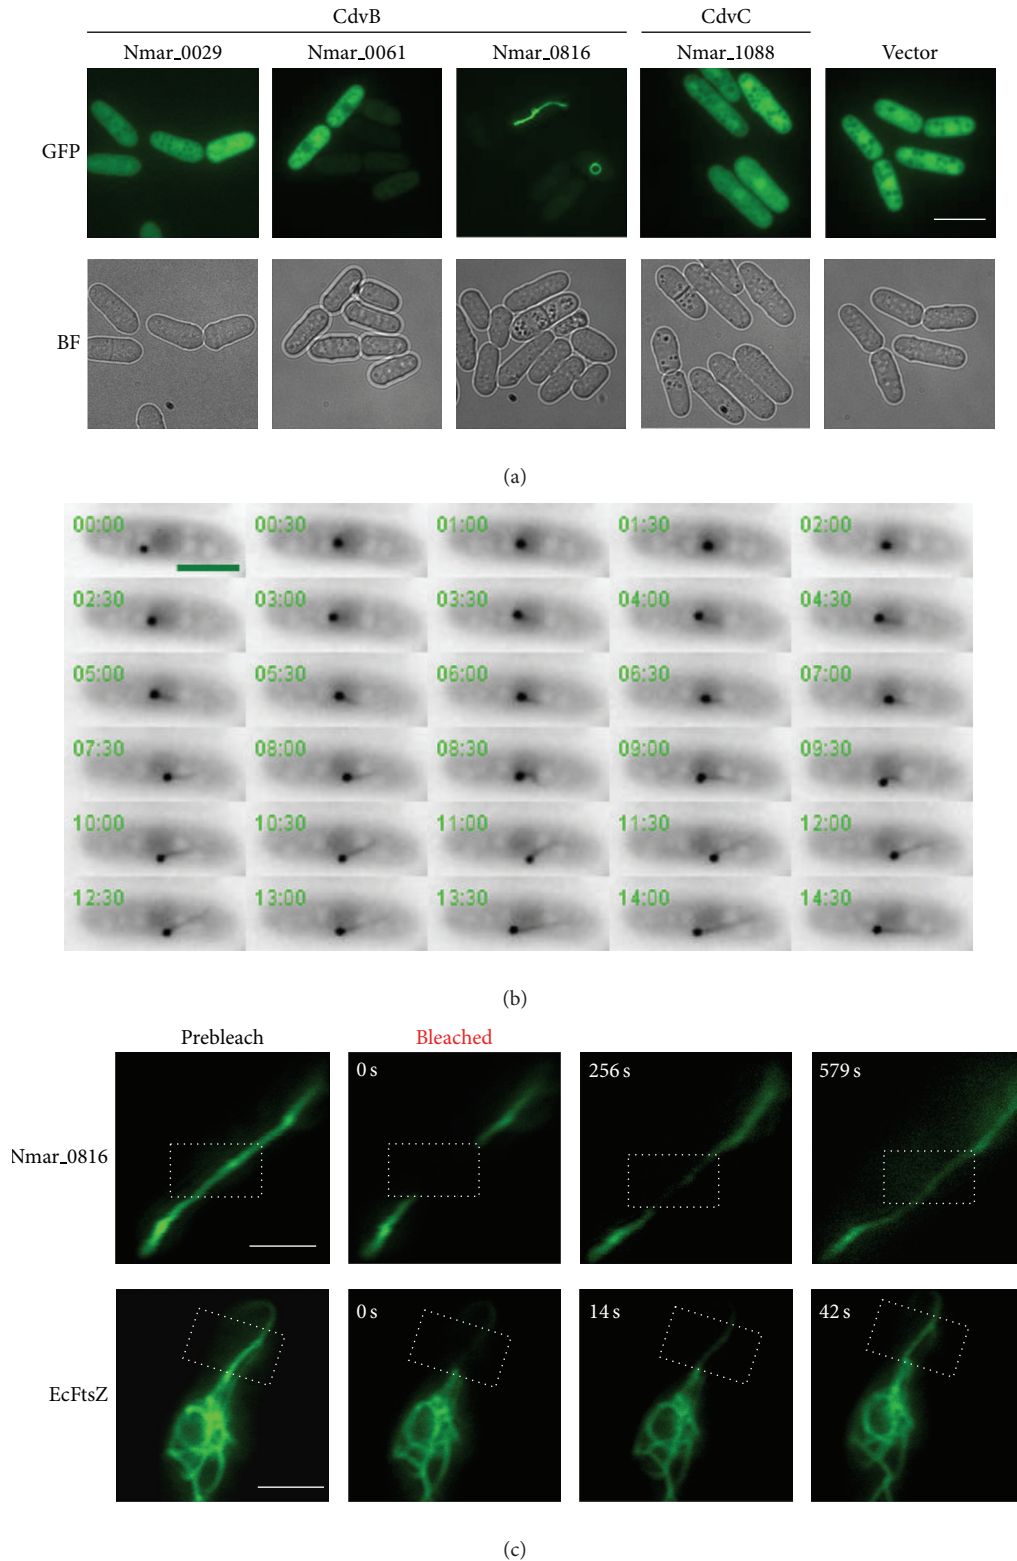 CdvB CdvC
Nmar_0029 Nmar_0061 Nmar_0816 Nmar_1088 Vector
GFP
BF
(a)
00:00 00:30 01:00 01:30 02:00
02:30 03:00 03:30 04:00 04:30
05:00 05:30 06:00 06:30 07:00
07:30 08:00 08:30 09:00 09:30
10:00 10:30 11:00 11:30 12:00
12:30 13:00 13:30 14:00 14:30
(b)
Prebleach Bleached
0 s 256 s 579 s
Nmar_0816
0 s 14 s 42 s
EcFtsZ
(c)